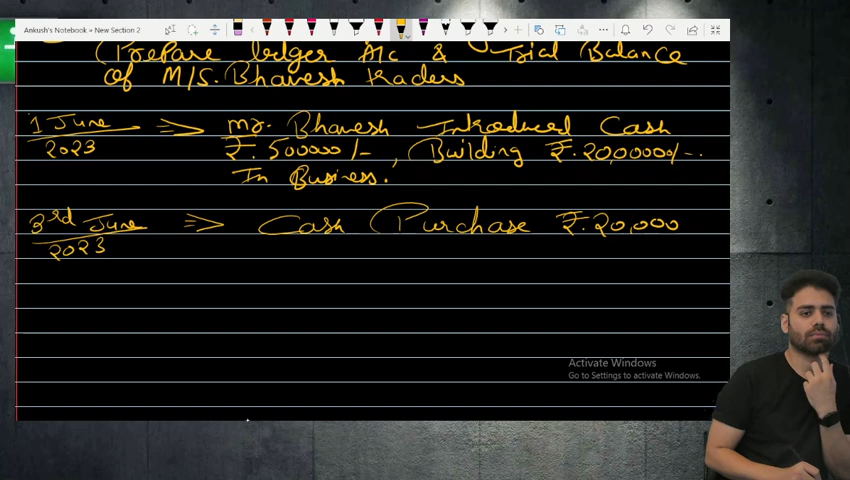 Ankush's Notebook » New Section 2
(Prepare ledger A/c & Trial Balance
of M/S. Bhavesh traders
1 June 2023 => mr. Bhavesh Introduced Cash
₹.500000/-, Building ₹.20,00000/-.
In Business.
3rd June 2023 => Cash Purchase ₹.20,000
Activate Windows
Go to Settings to activate Windows.